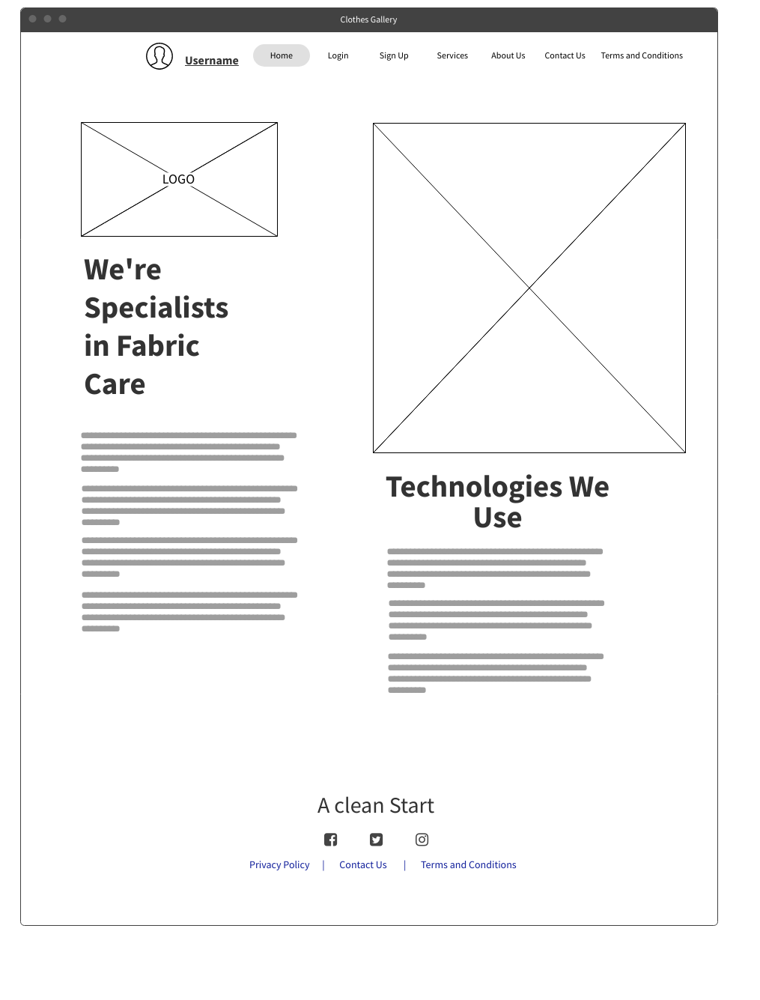 Clothes Gallery
Username
Home Login Sign Up Services About Us Contact Us Terms and Conditions
LOGO
We're
Specialists
in Fabric
Care
Technologies We
Use
A clean Start
Privacy Policy | Contact Us | Terms and Conditions